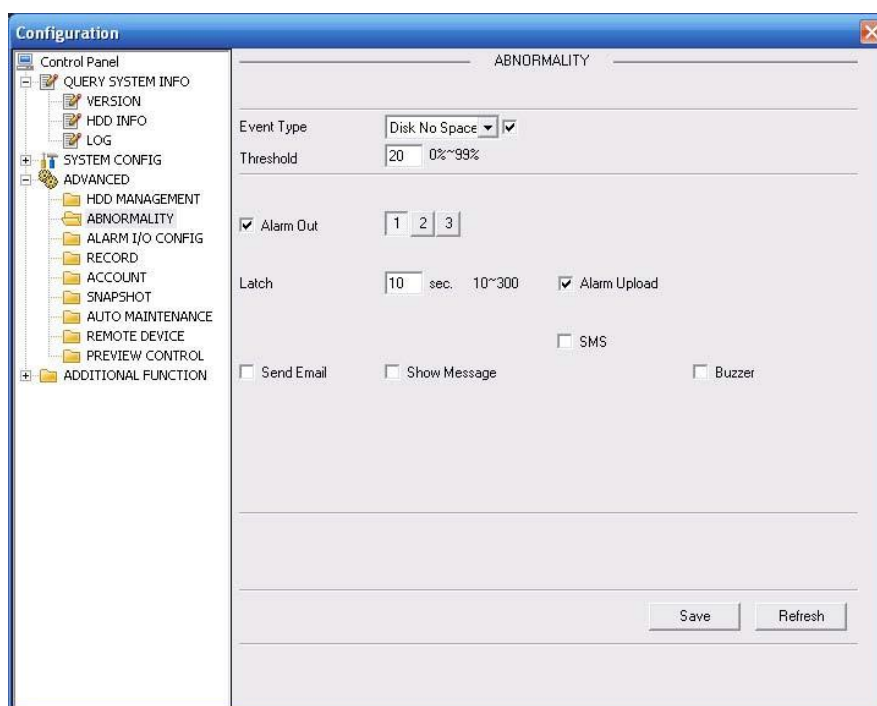 Configuration
Control Panel
QUERY SYSTEM INFO
VERSION
HDD INFO
LOG
SYSTEM CONFIG
ADVANCED
HDD MANAGEMENT
ABNORMALITY
ALARM I/O CONFIG
RECORD
ACCOUNT
SNAPSHOT
AUTO MAINTENANCE
REMOTE DEVICE
PREVIEW CONTROL
ADDITIONAL FUNCTION
ABNORMALITY
Event Type Disk No Space
Threshold 20 0%~99%
Alarm Out 1 2 3
Latch 10 sec. 10~300 Alarm Upload
SMS
Send Email Show Message Buzzer
Save Refresh